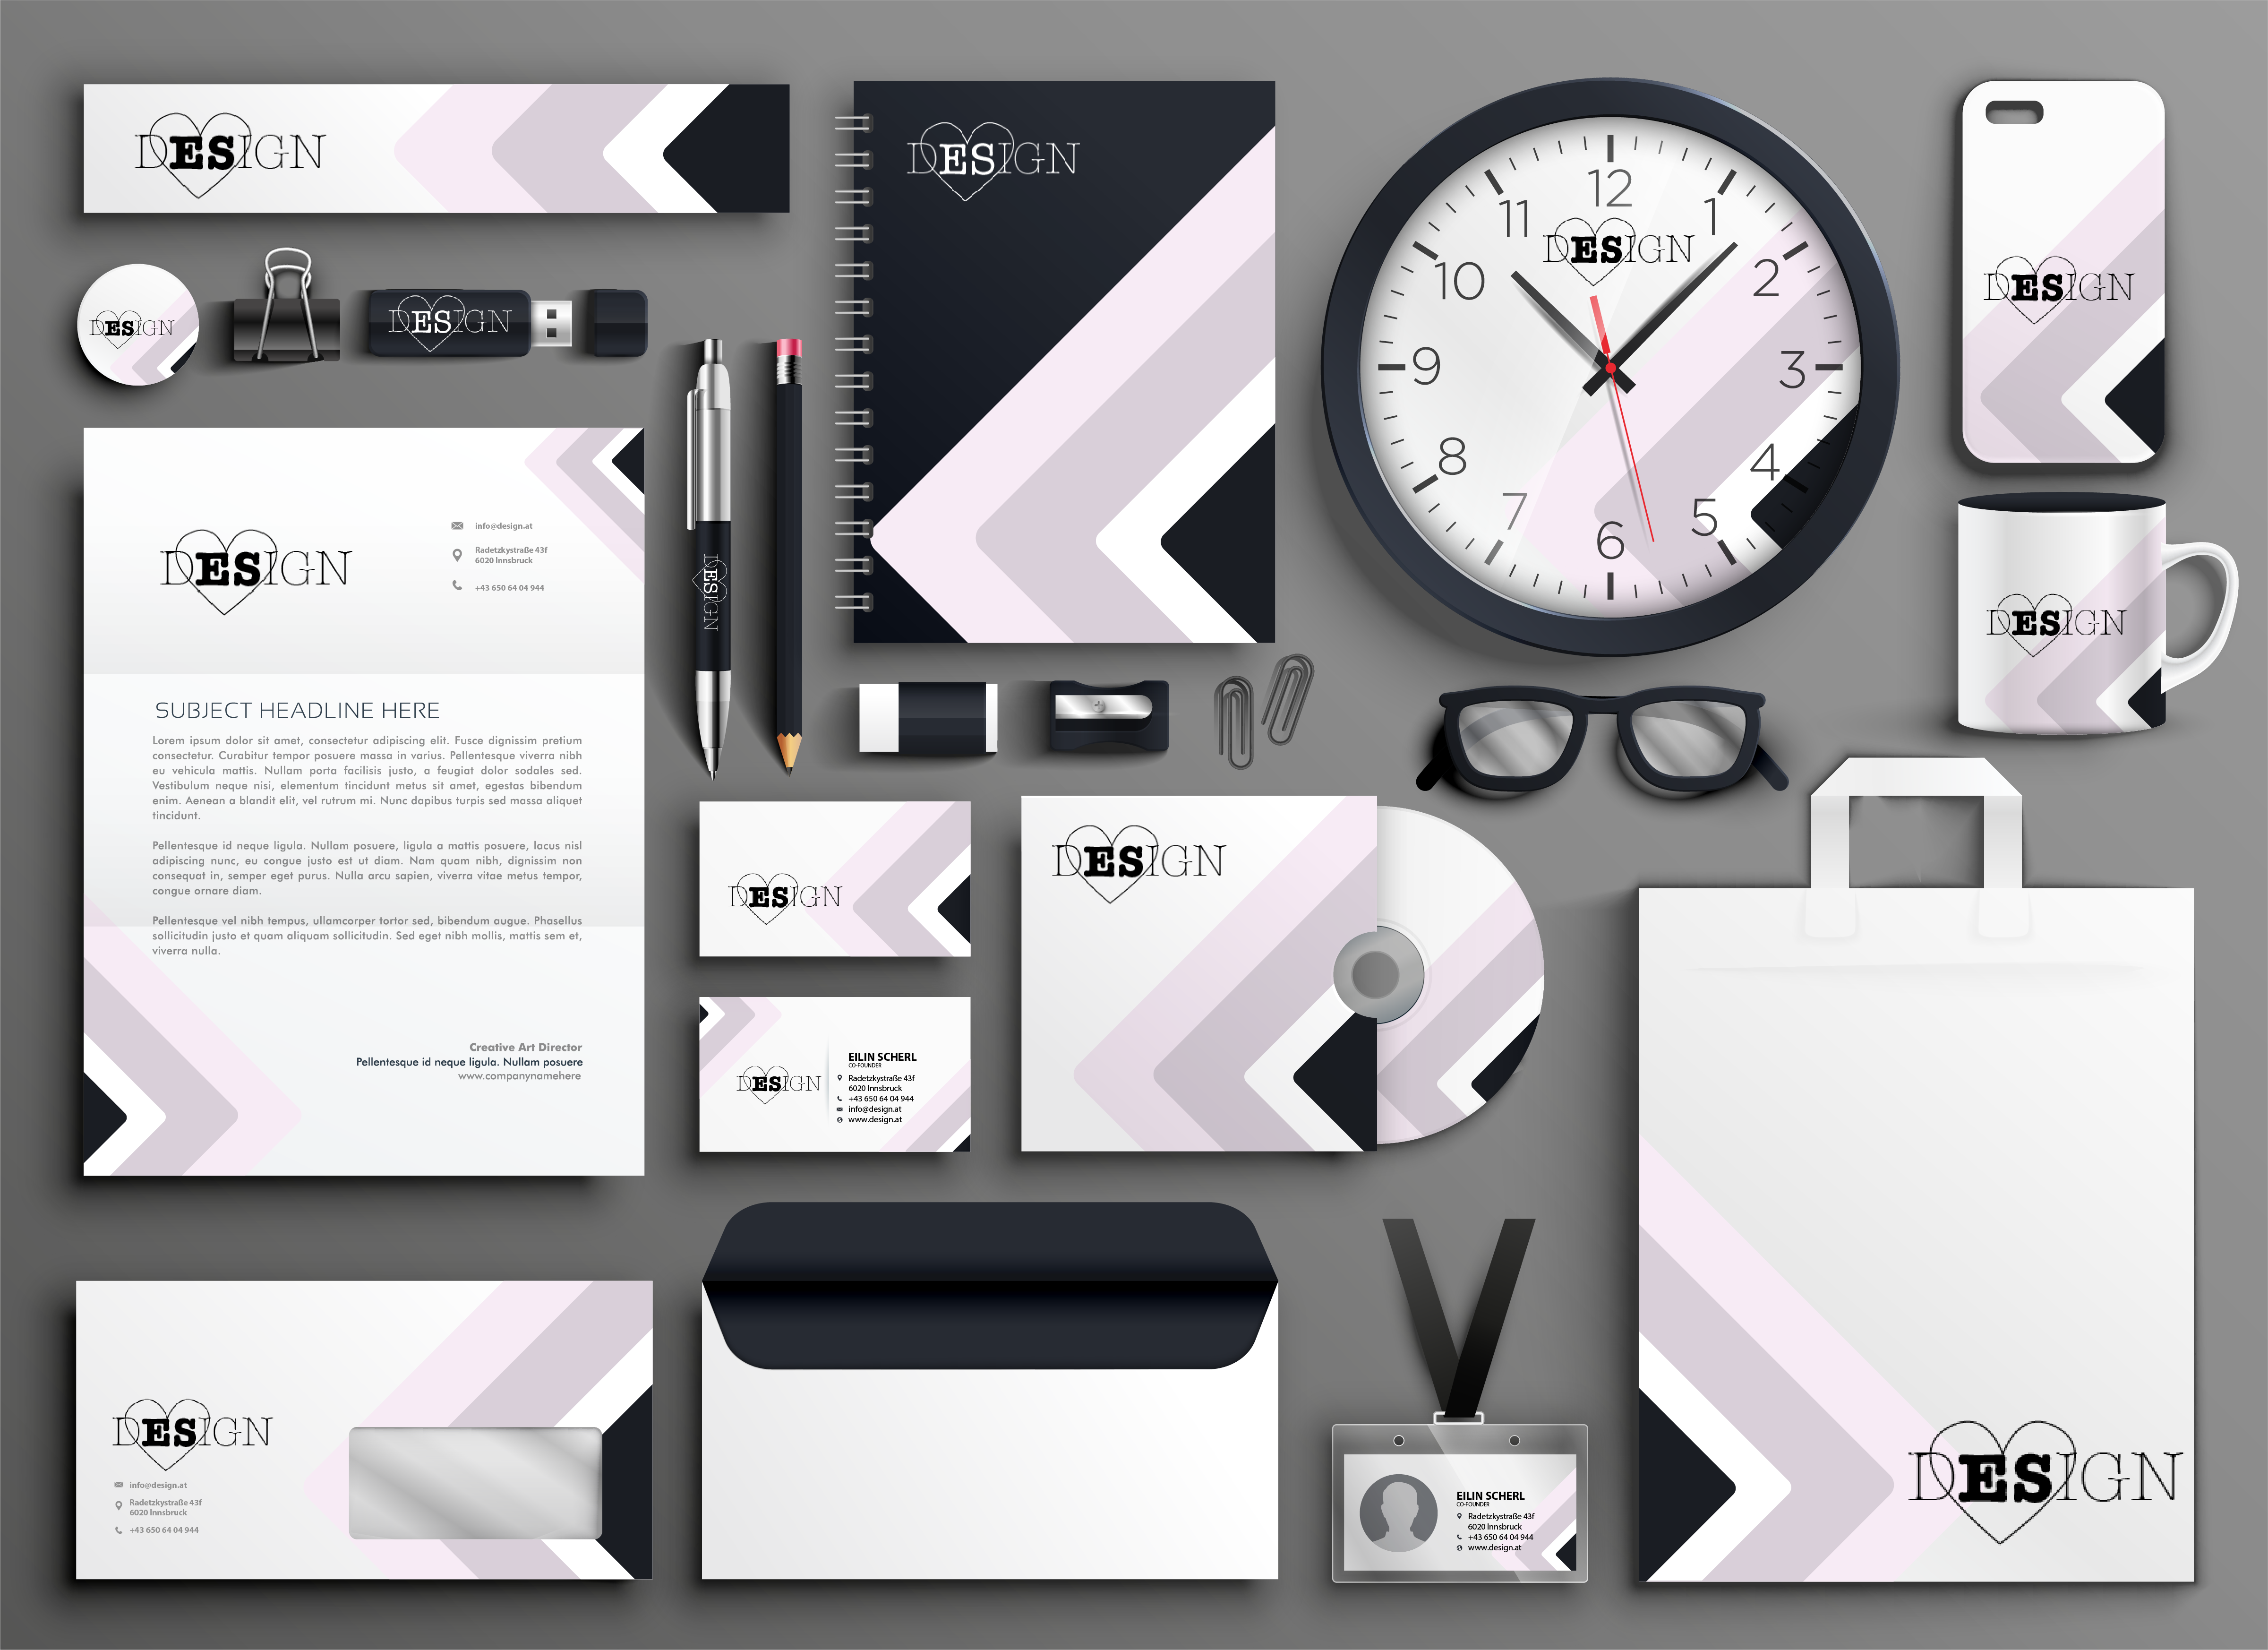 DESIGN
DESIGN
12
1
2
3
4
5
6
7
8
9
10
11
DESIGN
DESIGN
DESIGN
DESIGN
DESIGN
DESIGN
info@design.at
Radetzkystraße 43f
6020 Innsbruck
+43 650 64 04 944
DESIGN
DESIGN
SUBJECT HEADLINE HERE
Lorem ipsum dolor sit amet, consectetur adipiscing elit. Fusce dignissim pretium
consectetur. Curabitur tempor posuere massa in varius. Pellentesque viverra nibh
eu vehicula mattis. Nullam porta facilisis justo, a feugiat dolor sodales sed.
Vestibulum neque nisi, elementum tincidunt metus sit amet, egestas bibendum
enim. Aenean a blandit elit, vel rutrum mi. Nunc dapibus turpis sed massa aliquet
tincidunt.
Pellentesque id neque ligula. Nullam posuere, ligula a mattis posuere, lacus nisl
adipiscing nunc, eu congue justo est ut diam. Nam quam nibh, dignissim non
consequat in, semper eget purus. Nulla arcu sapien, viverra vitae metus tempor,
congue ornare diam.
Pellentesque vel nibh tempus, ullamcorper tortor sed, bibendum augue. Phasellus
sollicitudin justo et quam aliquam sollicitudin. Sed eget nibh mollis, mattis sem et,
viverra nulla.
Creative Art Director
Pellentesque id neque ligula. Nullam posuere
www.companynamehere
DESIGN
DESIGN
DESIGN
EILIN SCHERL
CO-FOUNDER
Radetzkystraße 43f
6020 Innsbruck
+43 650 64 04 944
info@design.at
www.design.at
DESIGN
info@design.at
Radetzkystraße 43f
6020 Innsbruck
+43 650 64 04 944
EILIN SCHERL
CO-FOUNDER
Radetzkystraße 43f
6020 Innsbruck
+43 650 64 04 944
www.design.at
DESIGN